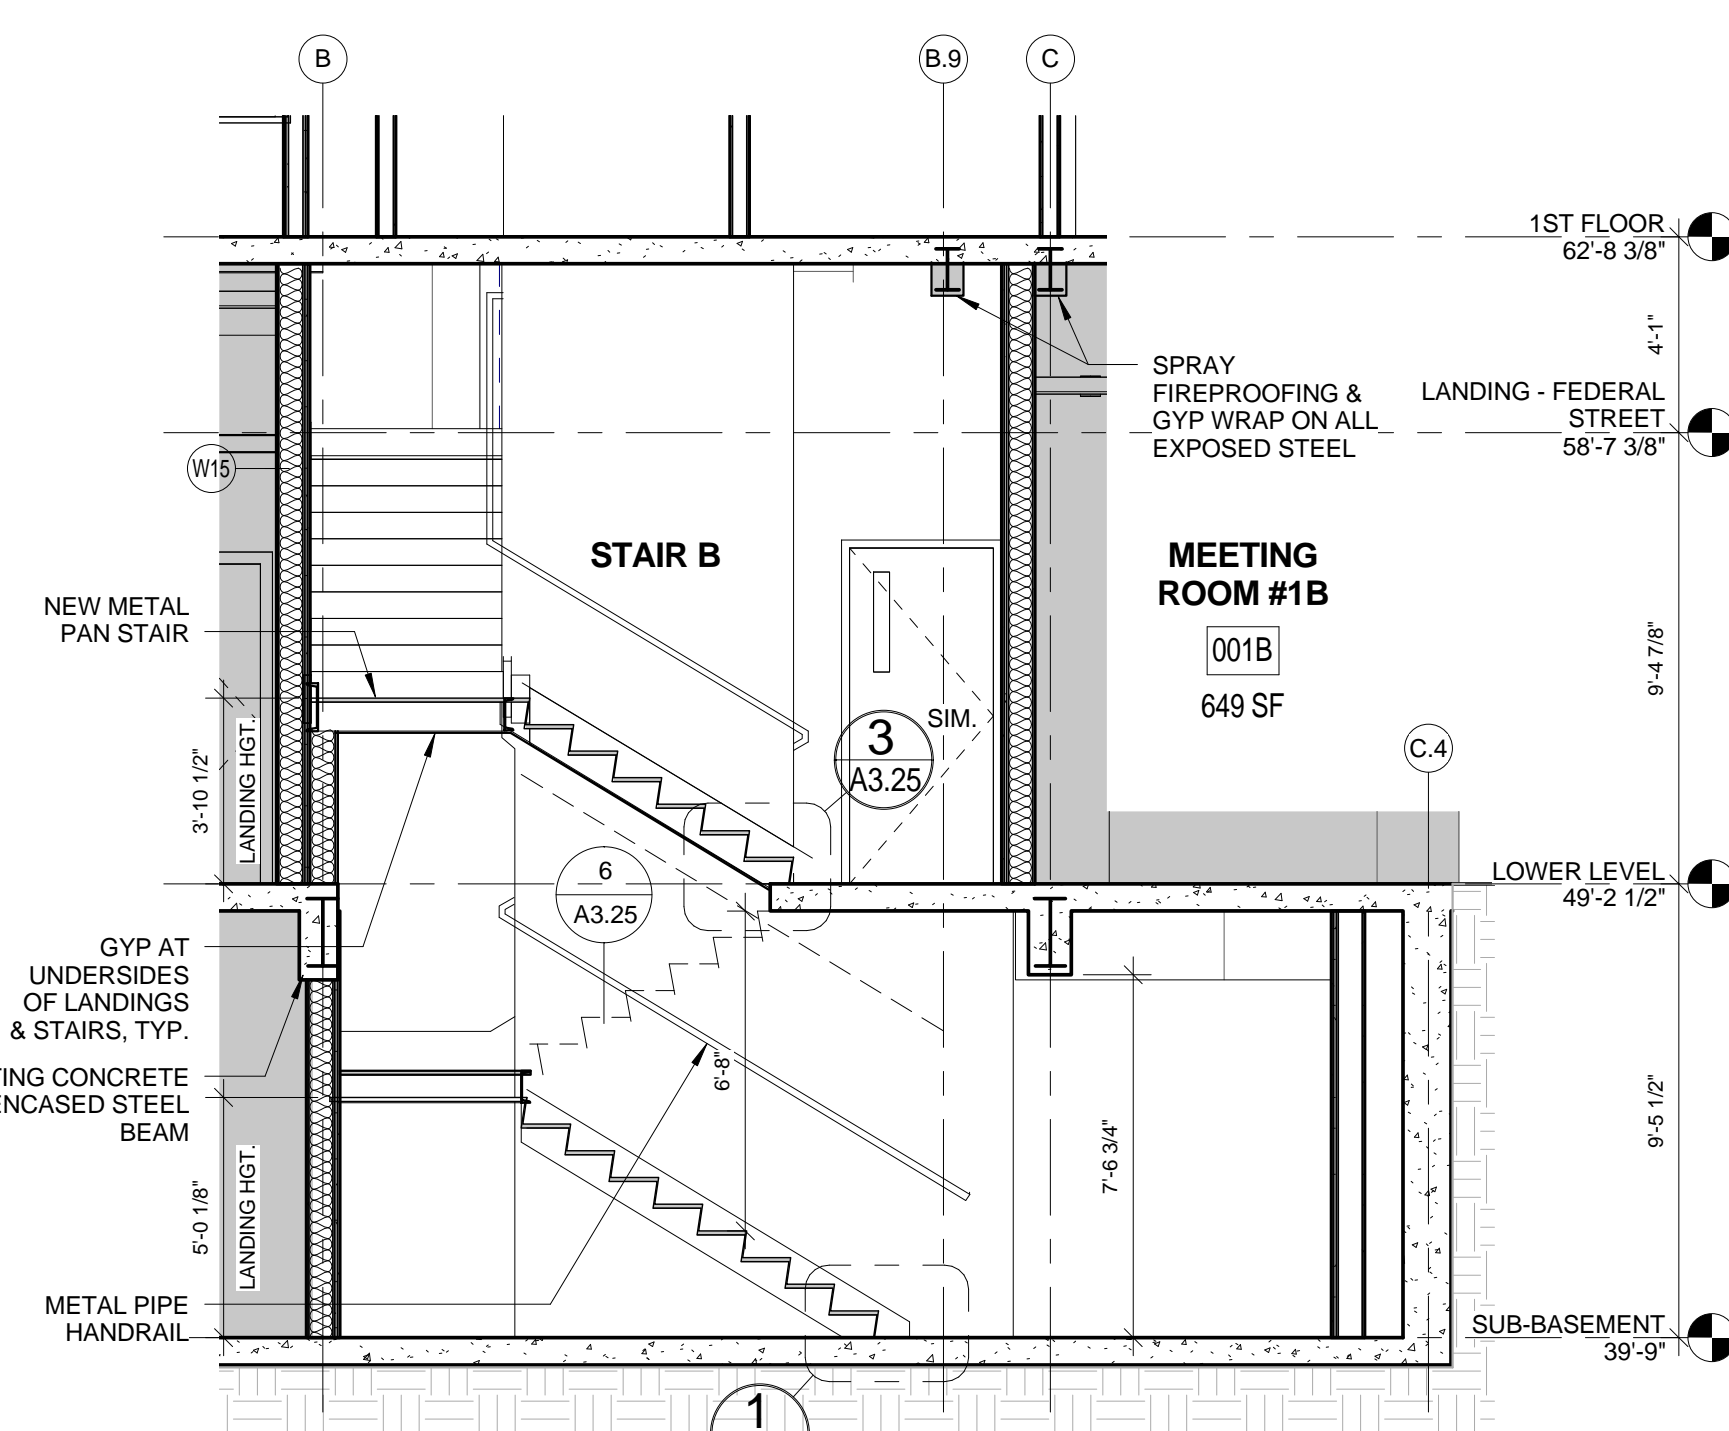 B
B.9
C
1ST FLOOR
62'-8 3/8"
4'-1"
SPRAY
FIREPROOFING &
GYP WRAP ON ALL
EXPOSED STEEL
LANDING - FEDERAL
STREET
58'-7 3/8"
W15
STAIR B
MEETING
ROOM #1B
001B
649 SF
NEW METAL
PAN STAIR
9'-4 7/8"
SIM.
3
A3.25
C.4
3'-10 1/2"
LANDING HGT.
6
A3.25
LOWER LEVEL
49'-2 1/2"
GYP AT
UNDERSIDES
OF LANDINGS
& STAIRS, TYP.
TING CONCRETE
ENCASED STEEL
BEAM
6'-8"
7'-6 3/4"
9'-5 1/2"
5'-0 1/8"
LANDING HGT.
METAL PIPE
HANDRAIL
SUB-BASEMENT
39'-9"
1